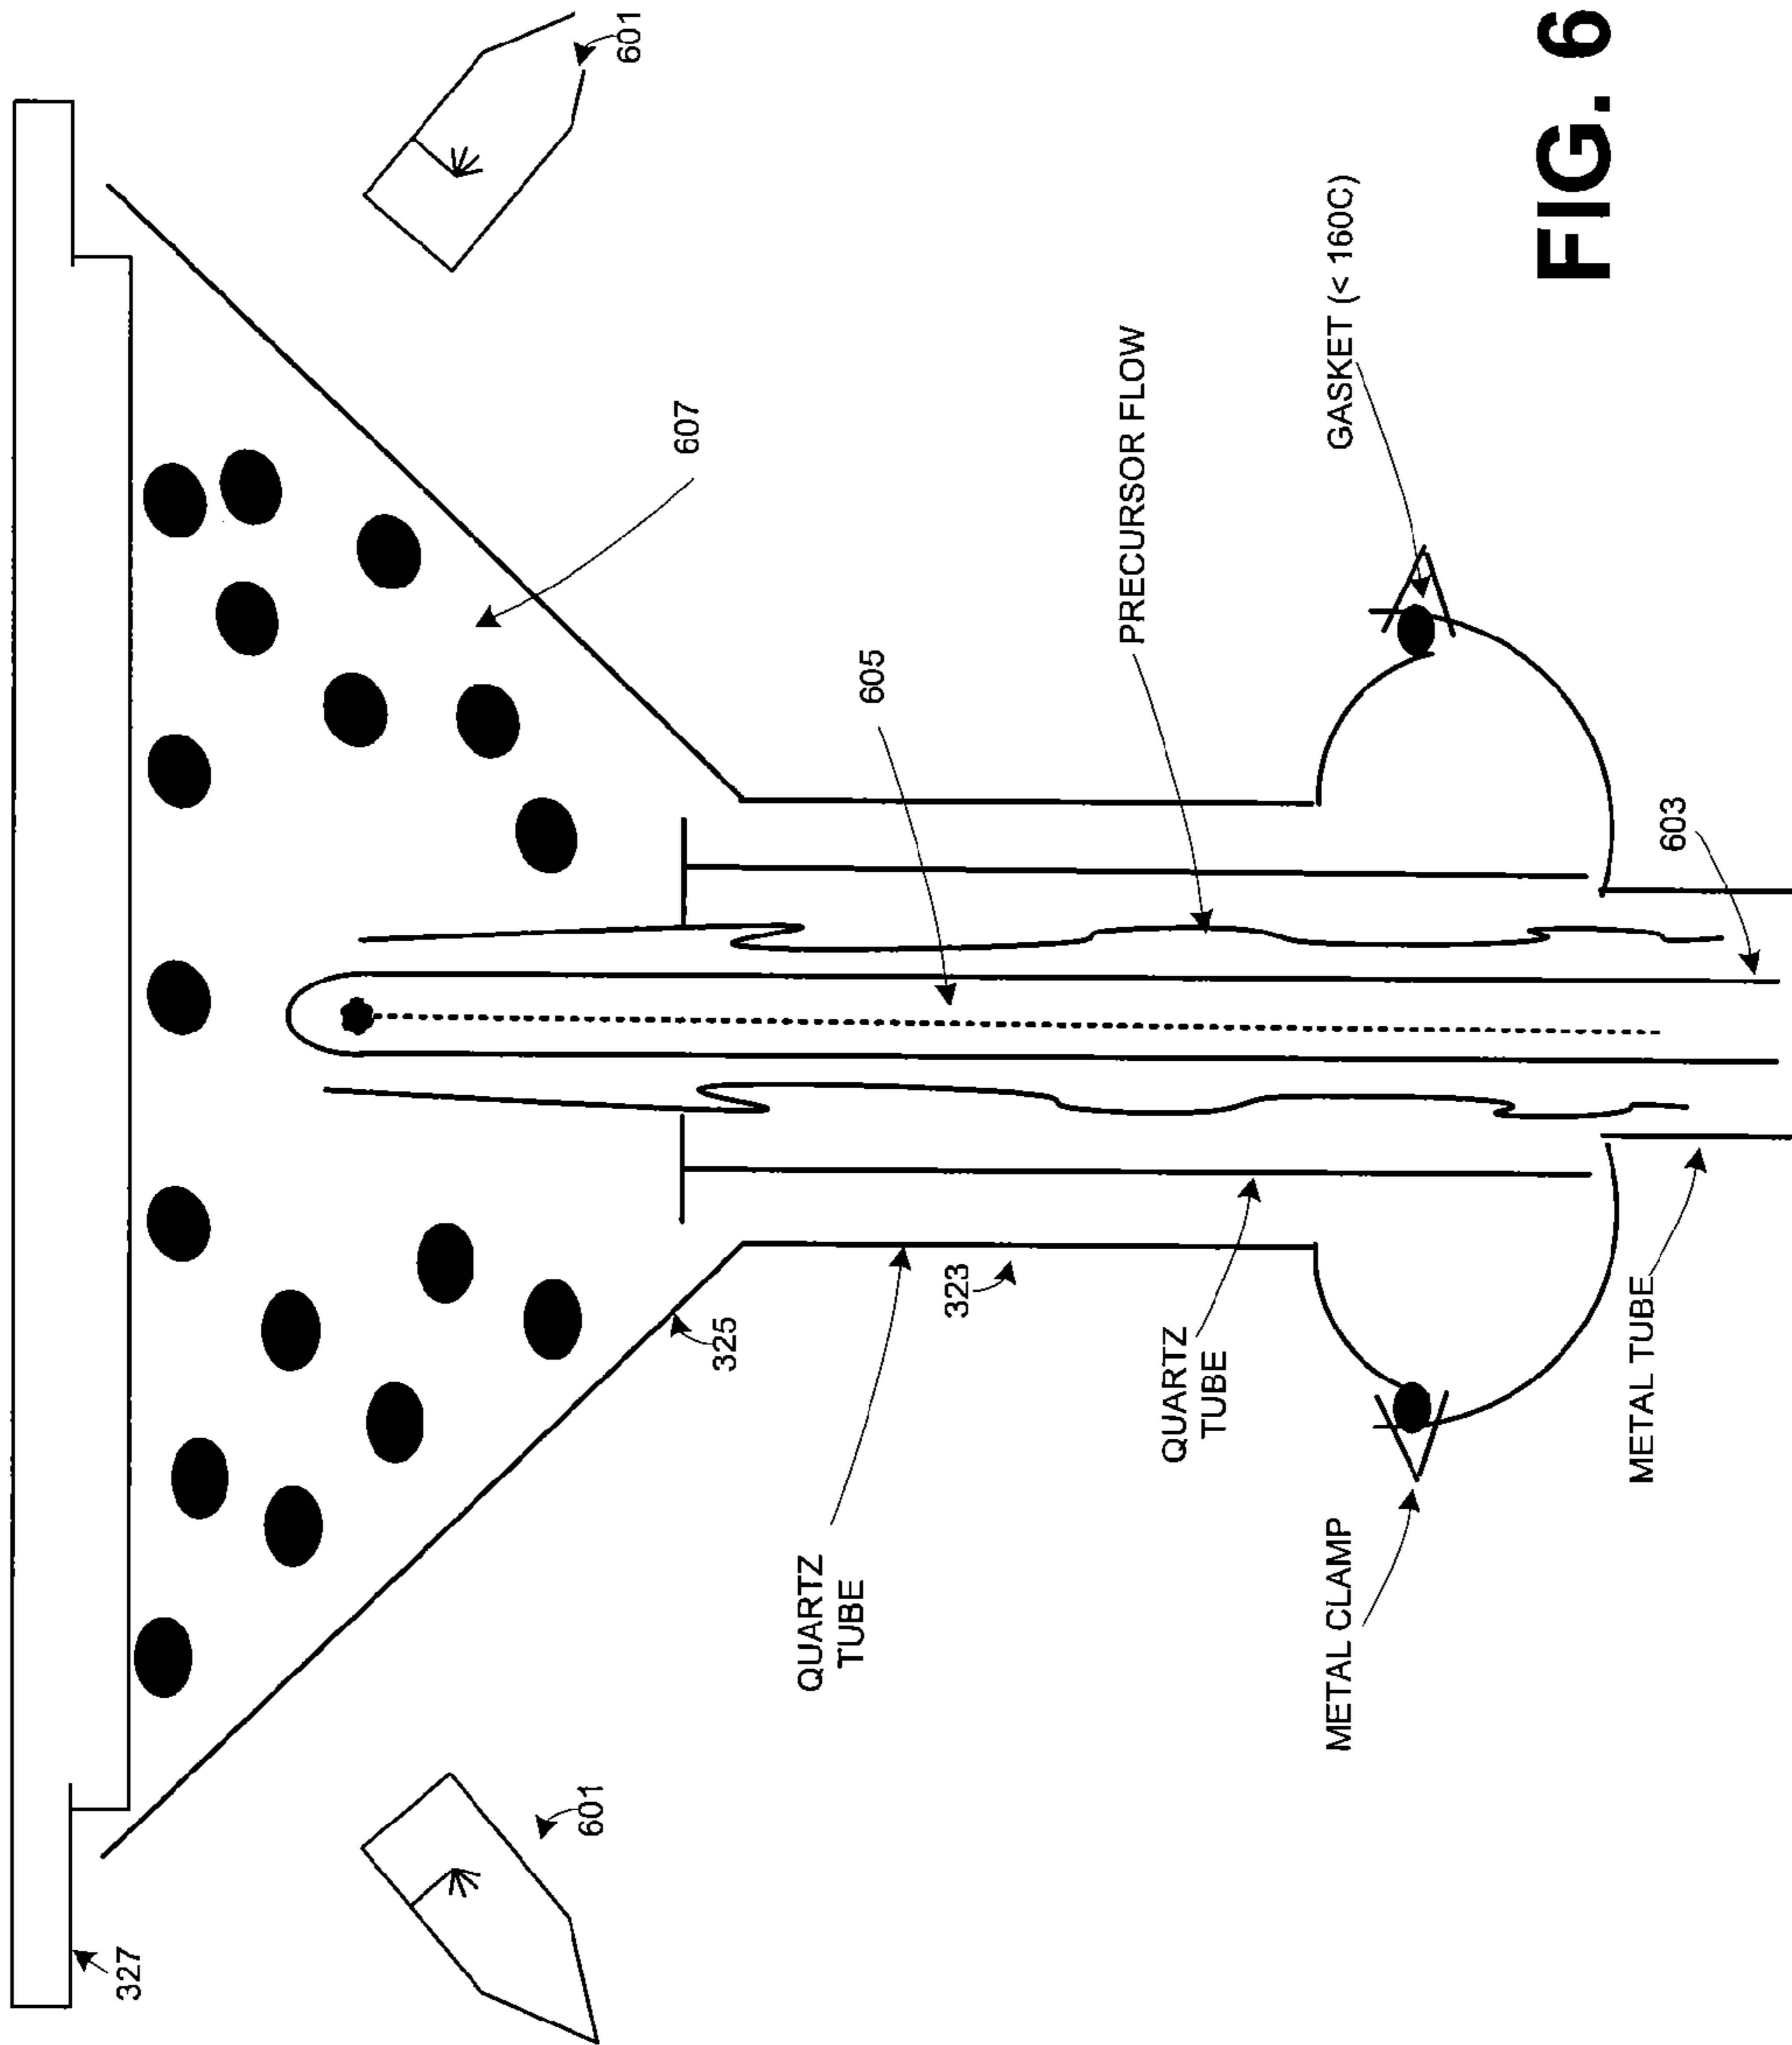 327
601
601
607
325
605
QUARTZ
TUBE
323
PRECURSOR FLOW
QUARTZ
TUBE
METAL CLAMP
GASKET (< 160C)
METAL TUBE
603
FIG. 6